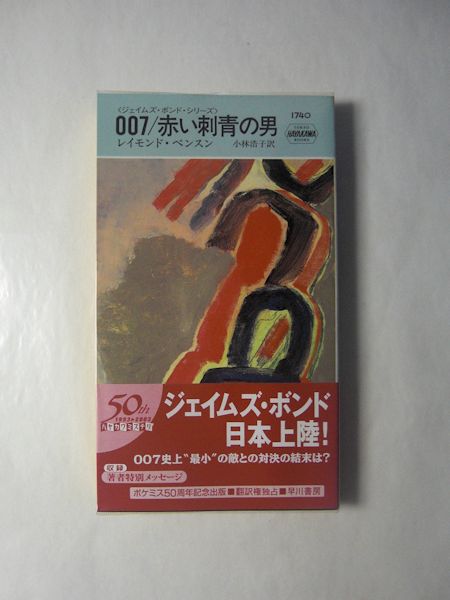 〈ジェイムズ・ボンド・シリーズ〉
007/赤い刺青の男
レイモンド・ベンスン 小林浩子訳
1740
TOKYO
HAYAKAWA
BOOKS
50th
1953▸2003
ハヤカワミステリ
ジェイムズ・ボンド
日本上陸!
007史上〝最小〟の敵との対決の結末は?
収録
著者特別メッセージ
ポケミス50周年記念出版■翻訳権独占■早川書房